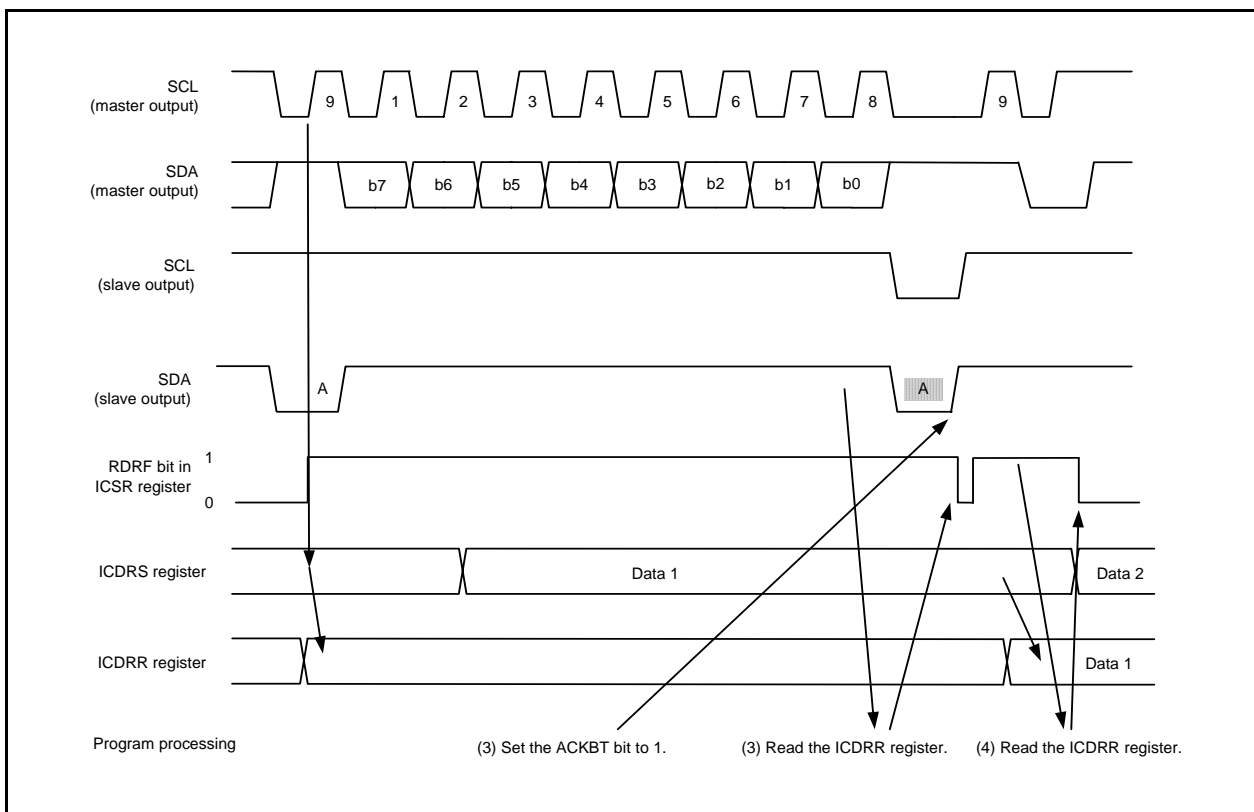 SCL
(master output)
9 1 2 3 4 5 6 7 8 9
SDA
(master output)
b7 b6 b5 b4 b3 b2 b1 b0
SCL
(slave output)
SDA
(slave output)
A A
RDRF bit in
ICSR register
1
0
ICDRS register
Data 1 Data 2
ICDRR register
Data 1
Program processing
(3) Set the ACKBT bit to 1. (3) Read the ICDRR register. (4) Read the ICDRR register.